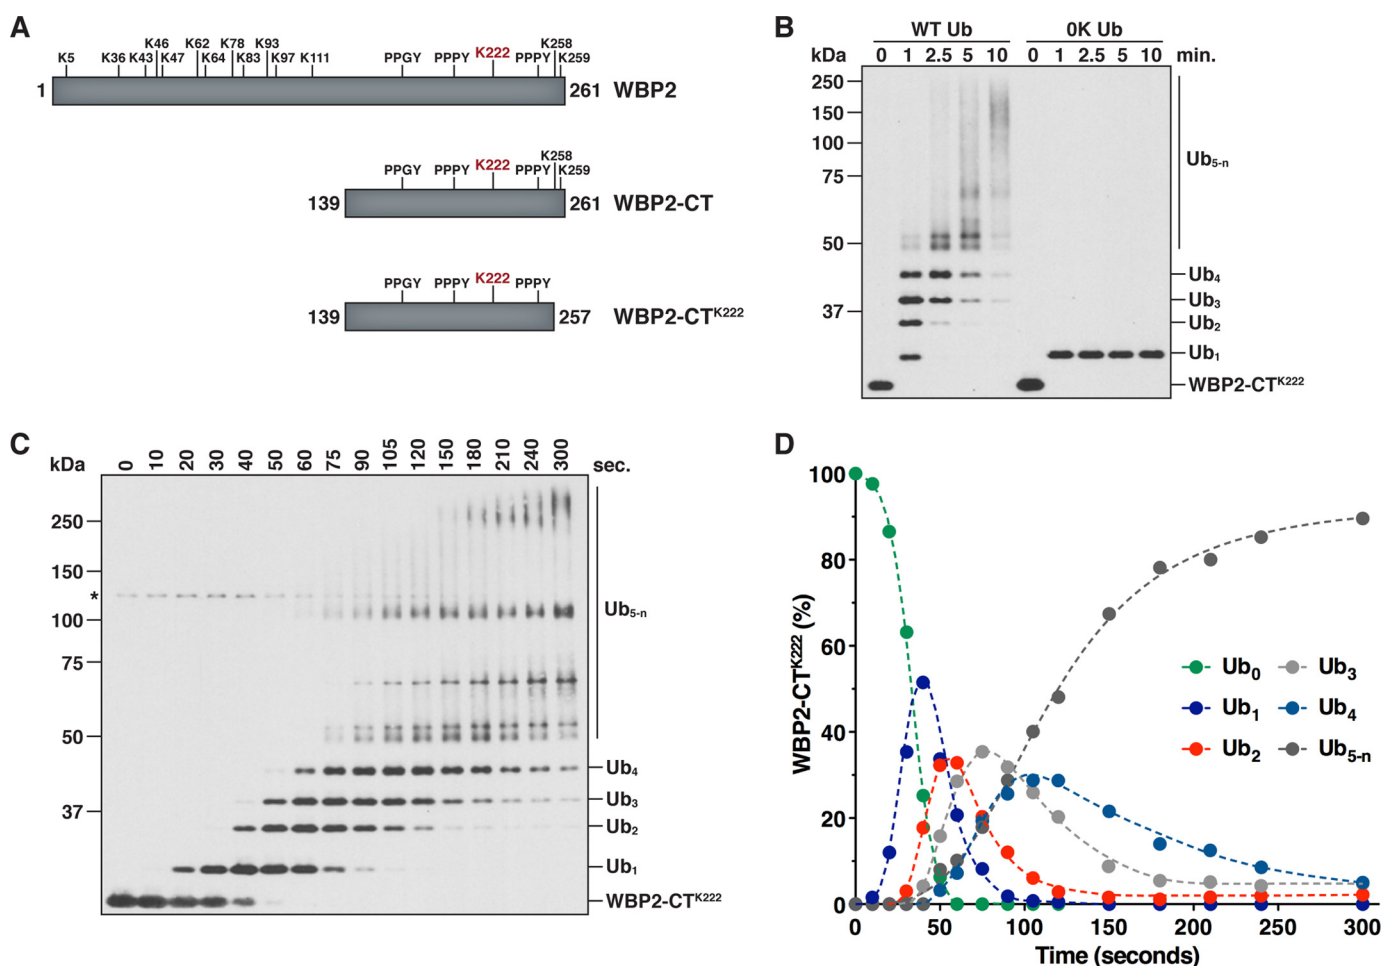 A
K46 K62 K78 K93 K258
K5 K36 K43 K47 K64 K83 K97 K111 PPGY PPPY K222 PPPY K259
1 261 WBP2
K258
PPGY PPPY K222 PPPY K259
139 261 WBP2-CT
PPGY PPPY K222 PPPY
139 257 WBP2-CTK222
B
WT Ub 0K Ub
kDa 0 1 2.5 5 10 0 1 2.5 5 10 min.
250
150
100
75
50
37
Ub5-n
Ub4
Ub3
Ub2
Ub1
WBP2-CTK222
C
kDa 0 10 20 30 40 50 60 75 90 105 120 150 180 210 240 300 sec.
250
150
*
100
75
50
37
Ub5-n
Ub4
Ub3
Ub2
Ub1
WBP2-CTK222
D
WBP2-CTK222 (%)
100
80
60
40
20
0
Ub0 Ub3
Ub1 Ub4
Ub2 Ub5-n
0 50 100 150 200 250 300
Time (seconds)